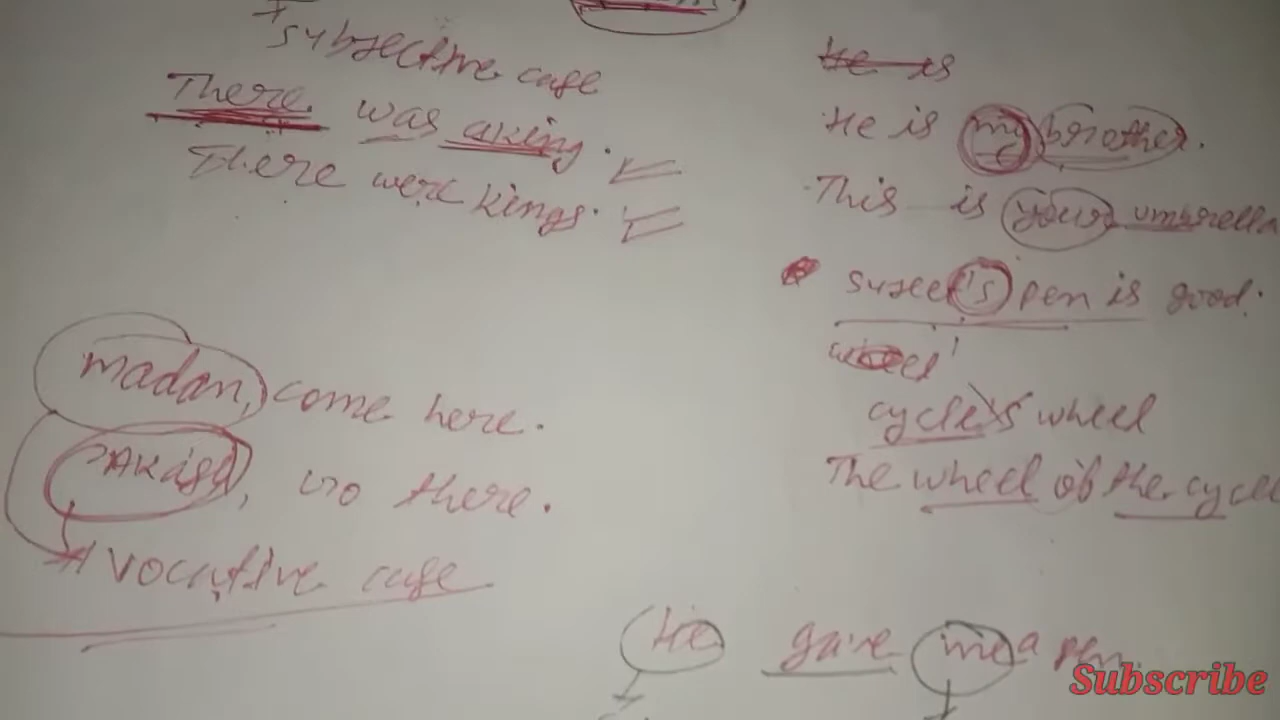 subjective case
There was a king.
There were kings.
madan, come here.
Akash, Go there.
vocative case
He is
He is my brother.
This is your umbrella
's pen is good.
cycle's wheel
The wheel of the cycle
He gave me a pen
Subscribe